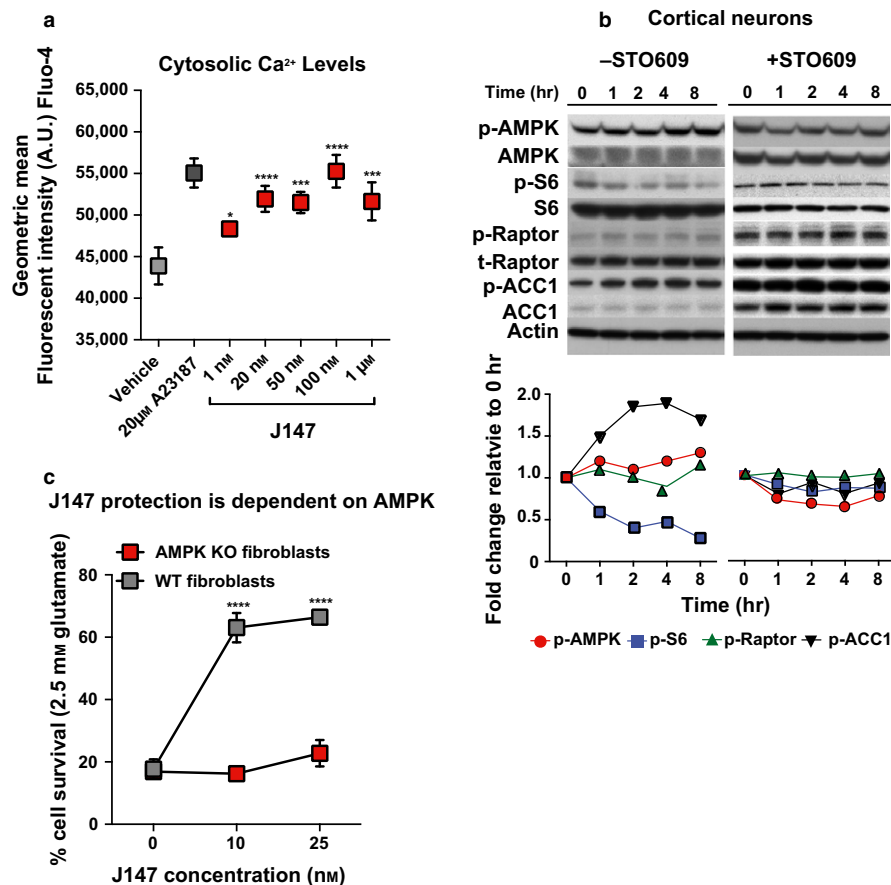 a
Cytosolic Ca²⁺ Levels
Geometric mean
Fluorescent intensity (A.U.) Fluo-4
65,000
60,000
55,000
50,000
45,000
40,000
35,000
*
****
***
****
***
Vehicle
20µM A23187
1 nM
20 nM
50 nM
100 nM
1 µM
J147
b
Cortical neurons
–STO609
+STO609
Time (hr)
0 1 2 4 8
0 1 2 4 8
p-AMPK
AMPK
p-S6
S6
p-Raptor
t-Raptor
p-ACC1
ACC1
Actin
Fold change relatvie to 0 hr
2.0
1.5
1.0
0.5
0
0 1 2 4 8
0 1 2 4 8
Time (hr)
p-AMPK p-S6 p-Raptor p-ACC1
c
J147 protection is dependent on AMPK
AMPK KO fibroblasts
WT fibroblasts
% cell survival (2.5 mM glutamate)
80
60
40
20
0
****
****
0 10 25
J147 concentration (nM)